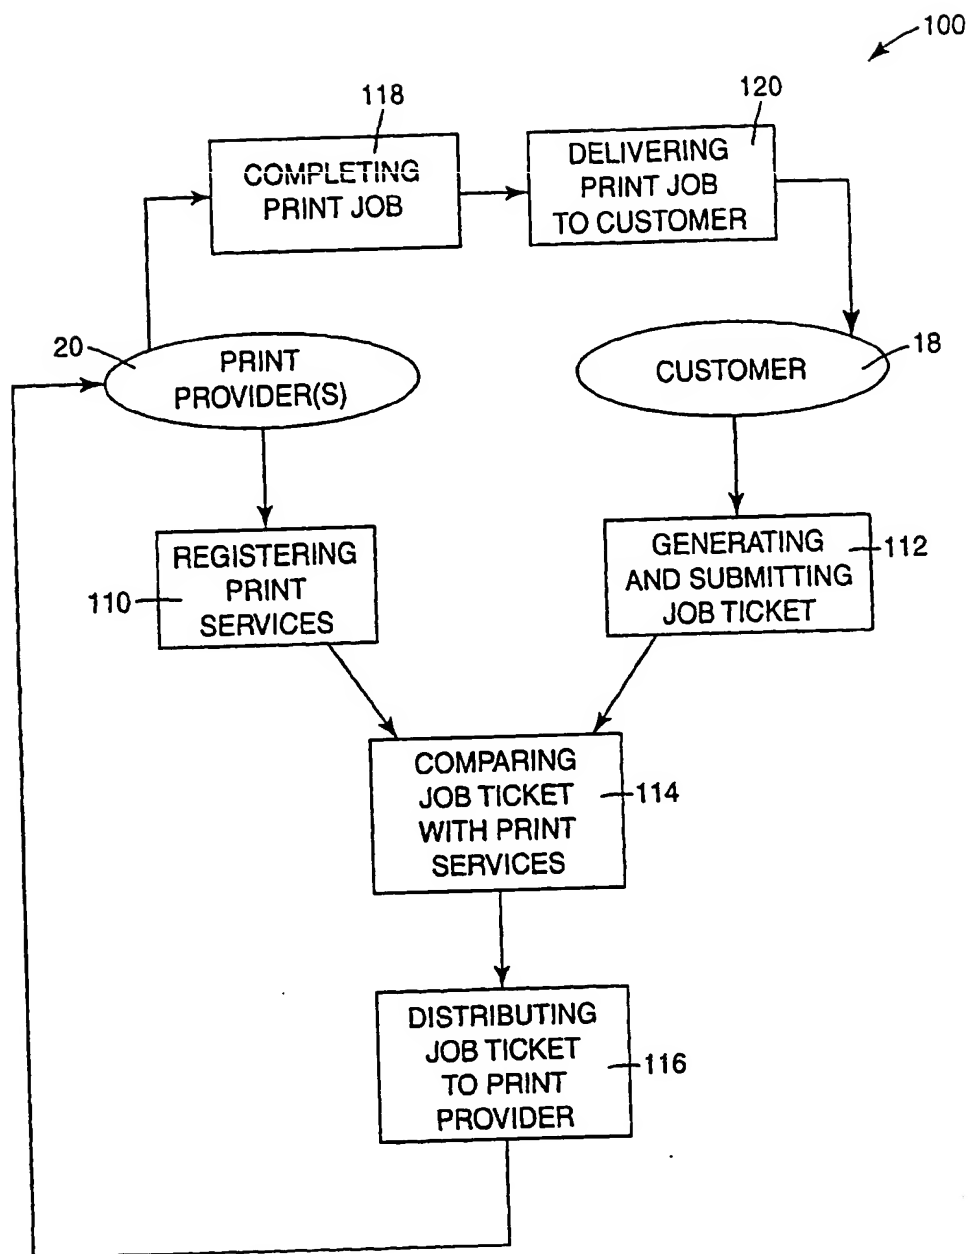 100
118
COMPLETING
PRINT JOB
120
DELIVERING
PRINT JOB
TO CUSTOMER
20
PRINT
PROVIDER(S)
CUSTOMER
18
REGISTERING
PRINT
SERVICES
110
GENERATING
AND SUBMITTING
JOB TICKET
112
COMPARING
JOB TICKET
WITH PRINT
SERVICES
114
DISTRIBUTING
JOB TICKET
TO PRINT
PROVIDER
116